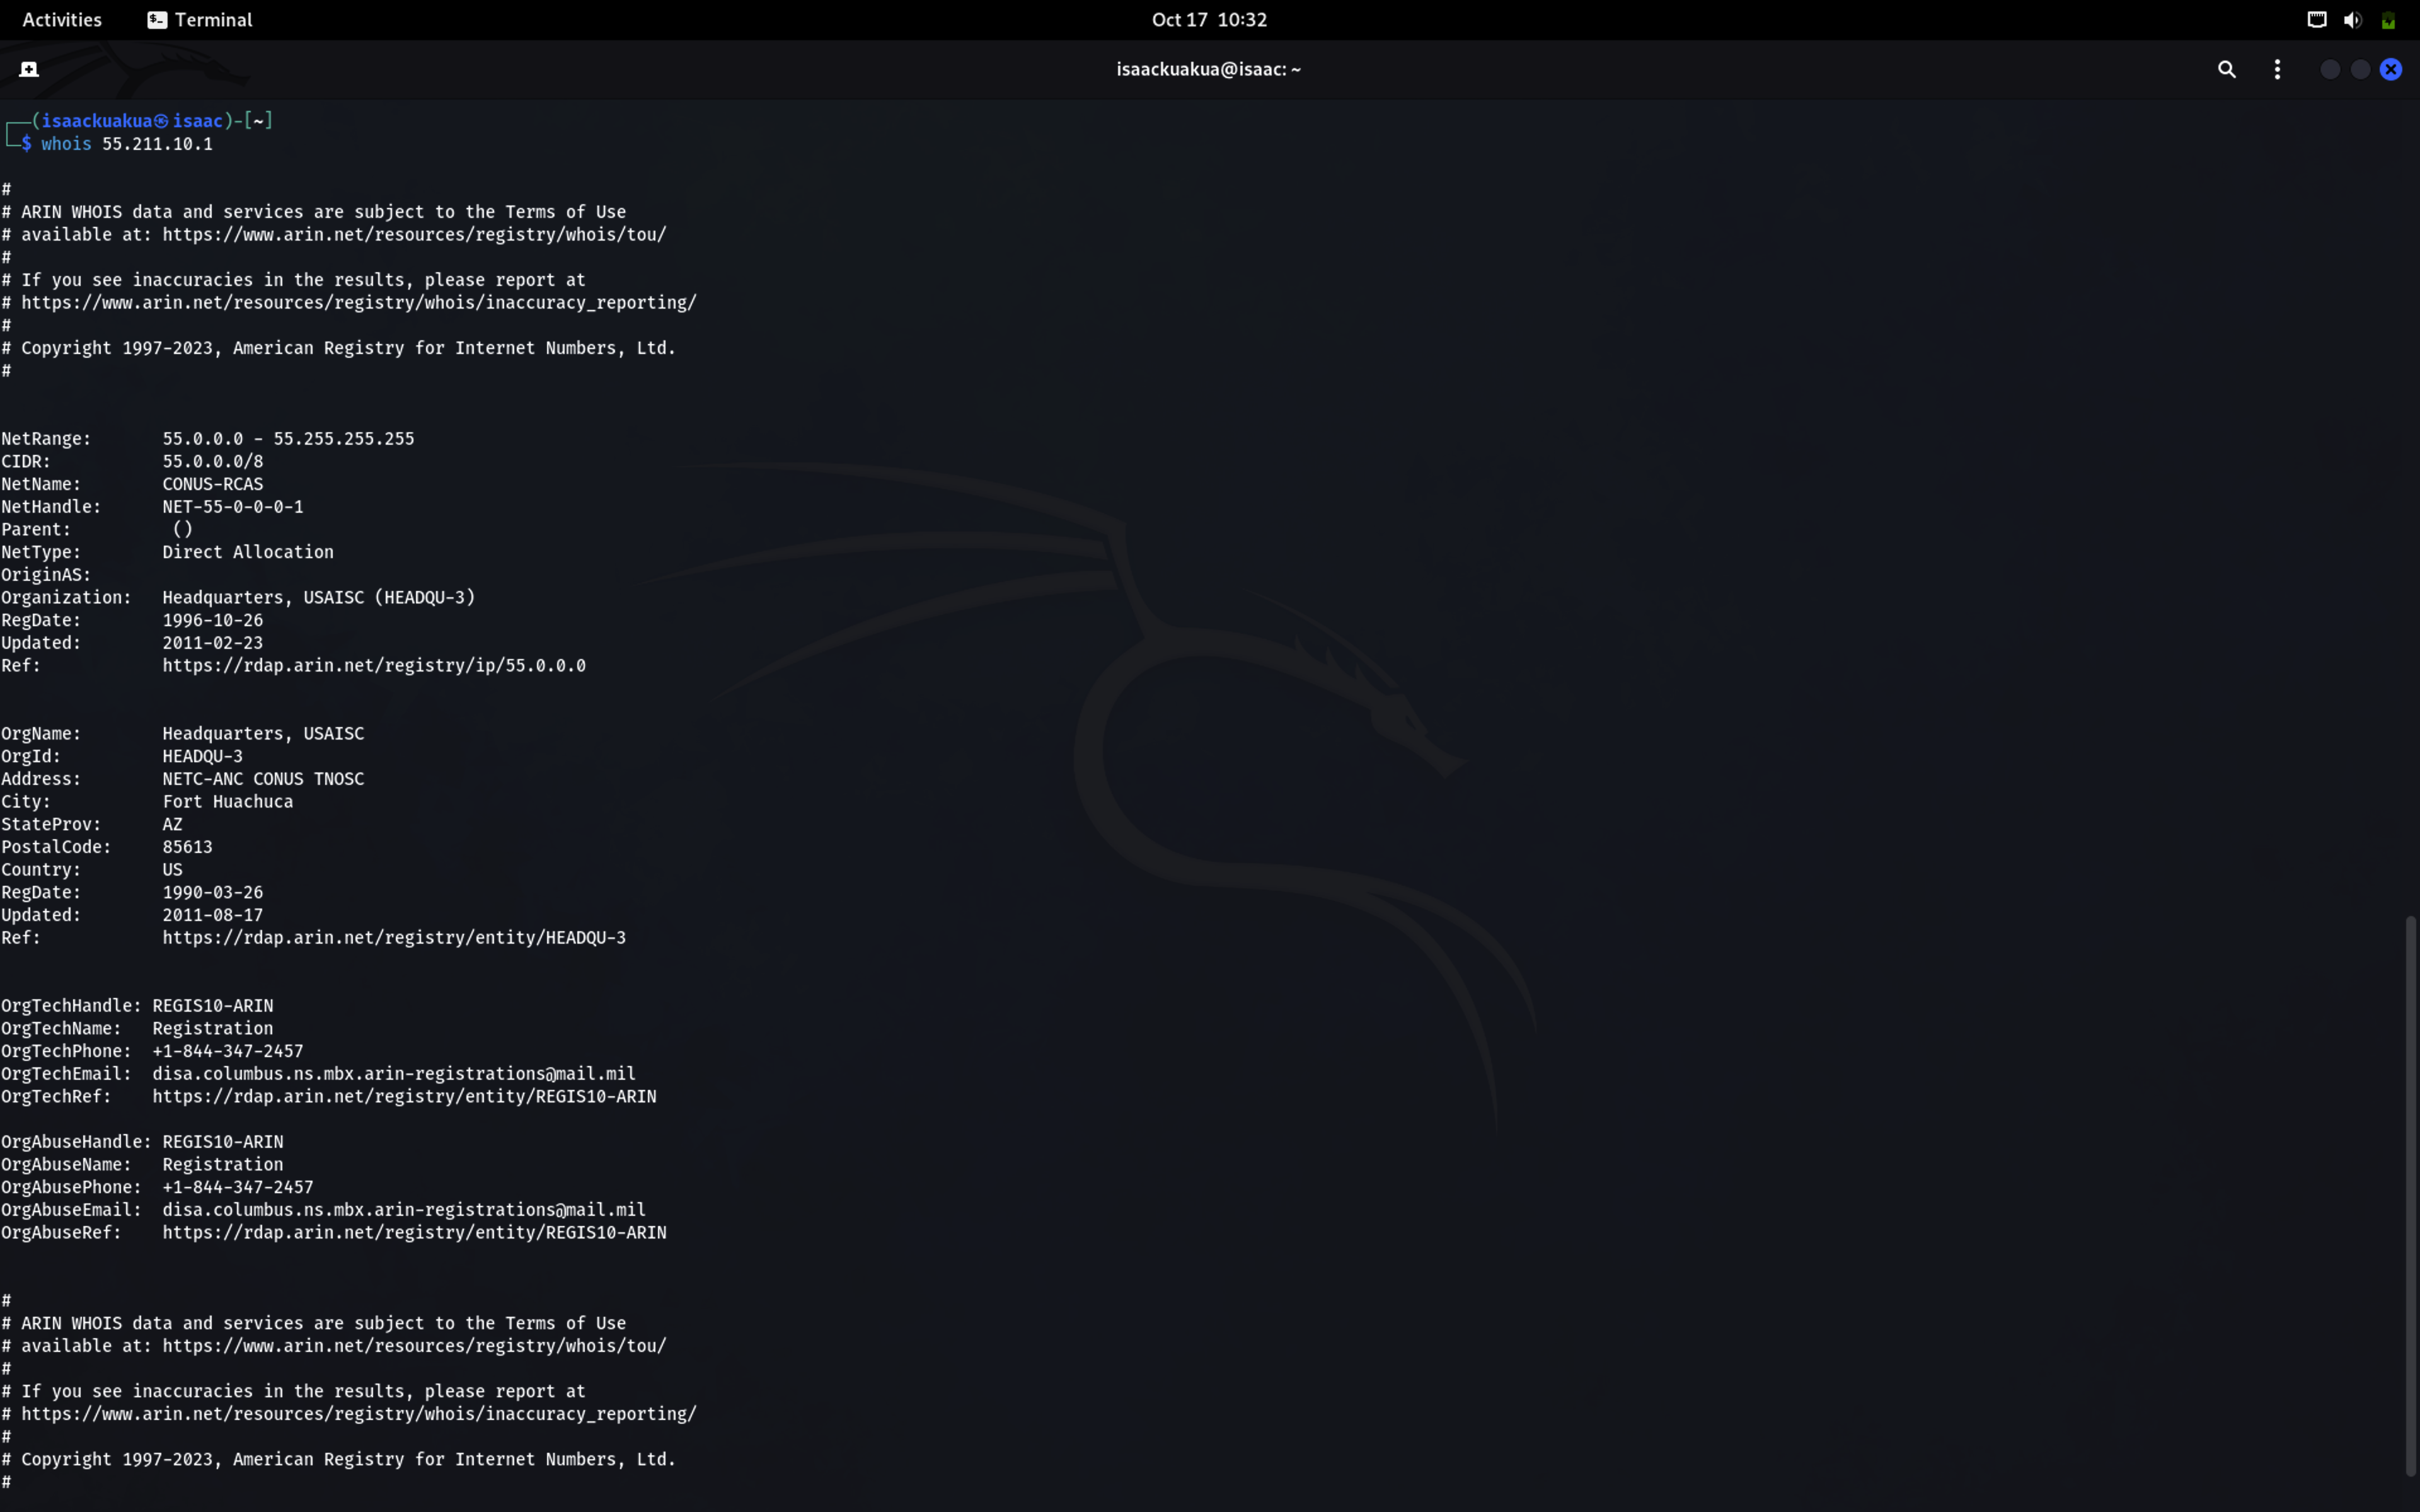 Activities Terminal Oct 17 10:32
isaackuakua@isaac: ~
(isaackuakua㉿isaac)-[~]
$ whois 55.211.10.1
#
# ARIN WHOIS data and services are subject to the Terms of Use
# available at: https://www.arin.net/resources/registry/whois/tou/
#
# If you see inaccuracies in the results, please report at
# https://www.arin.net/resources/registry/whois/inaccuracy_reporting/
#
# Copyright 1997-2023, American Registry for Internet Numbers, Ltd.
#
NetRange: 55.0.0.0 - 55.255.255.255
CIDR: 55.0.0.0/8
NetName: CONUS-RCAS
NetHandle: NET-55-0-0-0-1
Parent: ()
NetType: Direct Allocation
OriginAS:
Organization: Headquarters, USAISC (HEADQU-3)
RegDate: 1996-10-26
Updated: 2011-02-23
Ref: https://rdap.arin.net/registry/ip/55.0.0.0
OrgName: Headquarters, USAISC
OrgId: HEADQU-3
Address: NETC-ANC CONUS TNOSC
City: Fort Huachuca
StateProv: AZ
PostalCode: 85613
Country: US
RegDate: 1990-03-26
Updated: 2011-08-17
Ref: https://rdap.arin.net/registry/entity/HEADQU-3
OrgTechHandle: REGIS10-ARIN
OrgTechName: Registration
OrgTechPhone: +1-844-347-2457
OrgTechEmail: disa.columbus.ns.mbx.arin-registrations@mail.mil
OrgTechRef: https://rdap.arin.net/registry/entity/REGIS10-ARIN
OrgAbuseHandle: REGIS10-ARIN
OrgAbuseName: Registration
OrgAbusePhone: +1-844-347-2457
OrgAbuseEmail: disa.columbus.ns.mbx.arin-registrations@mail.mil
OrgAbuseRef: https://rdap.arin.net/registry/entity/REGIS10-ARIN
#
# ARIN WHOIS data and services are subject to the Terms of Use
# available at: https://www.arin.net/resources/registry/whois/tou/
#
# If you see inaccuracies in the results, please report at
# https://www.arin.net/resources/registry/whois/inaccuracy_reporting/
#
# Copyright 1997-2023, American Registry for Internet Numbers, Ltd.
#